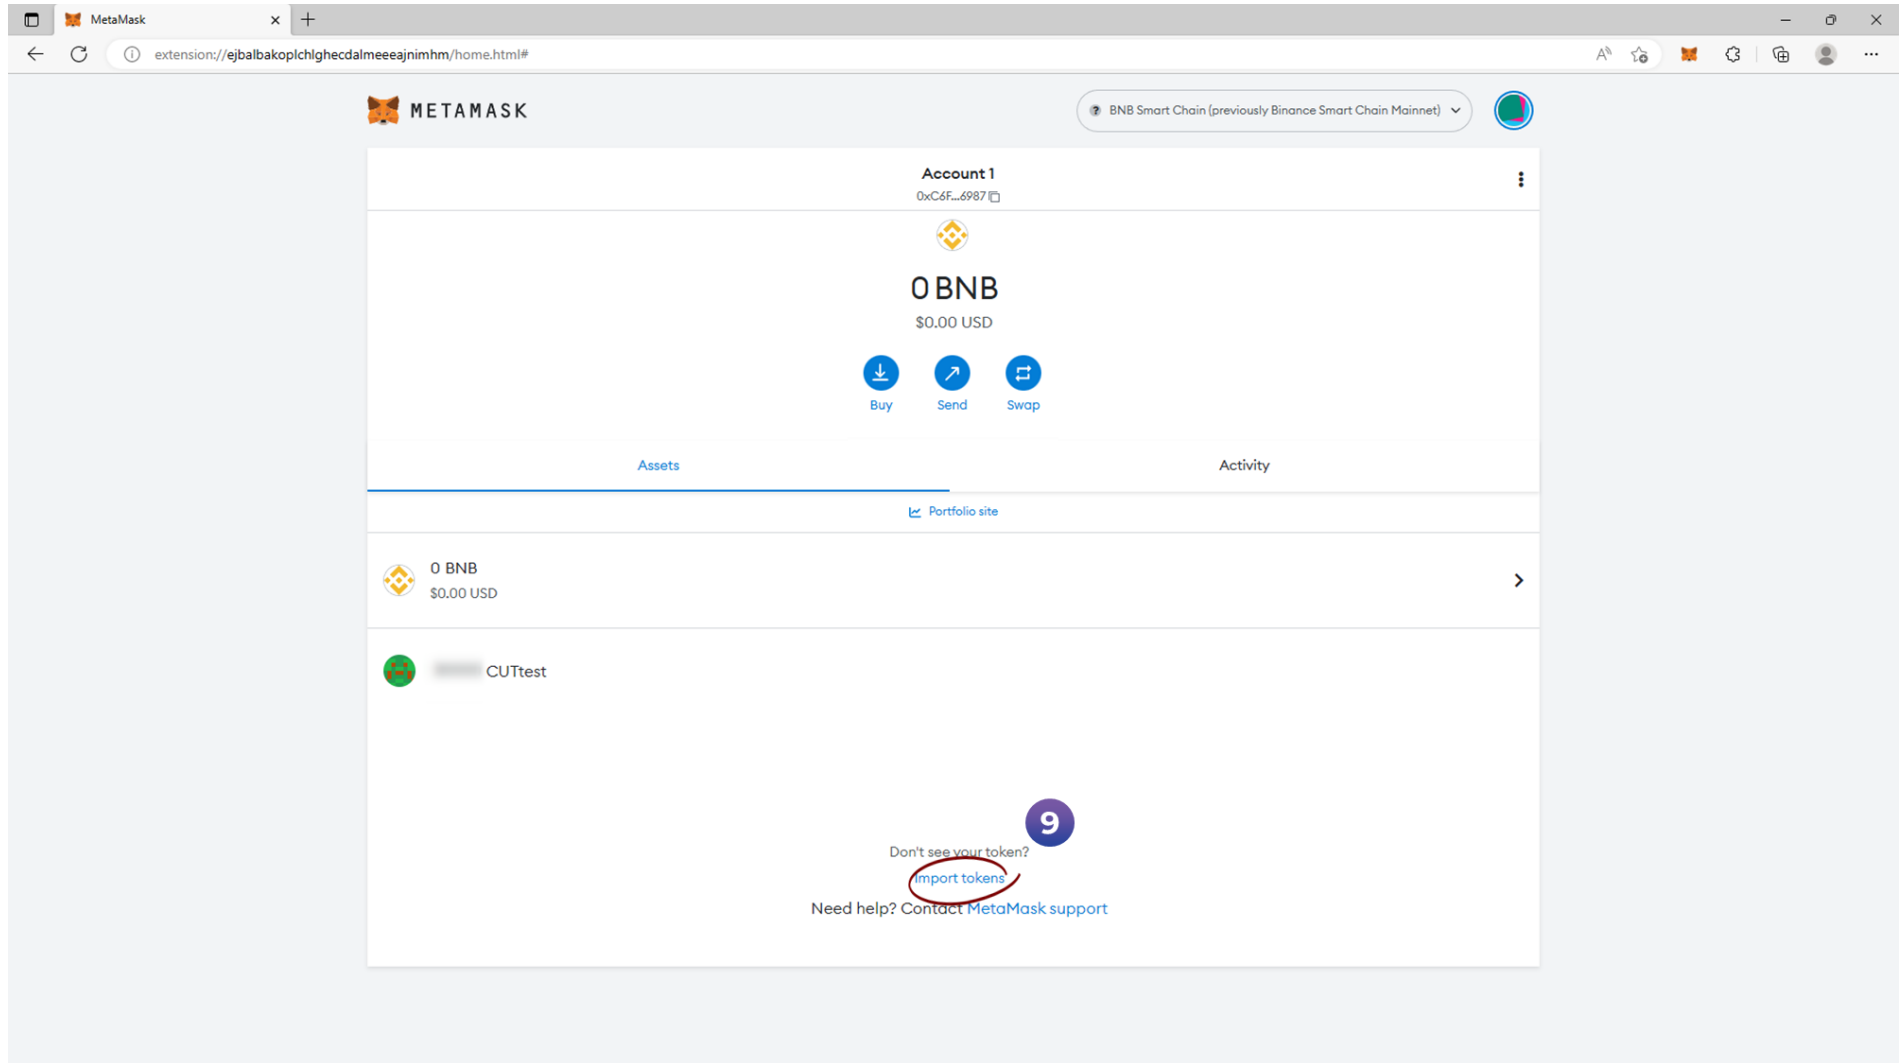 MetaMask
extension://ejbalbakoplchlghecdalmeeeajnimhm/home.html#
METAMASK
BNB Smart Chain (previously Binance Smart Chain Mainnet)
Account 1
0xC6F...6987
0 BNB
$0.00 USD
Buy Send Swap
Assets Activity
Portfolio site
0 BNB
$0.00 USD
CUTtest
9
Don't see your token?
Import tokens
Need help? Contact MetaMask support